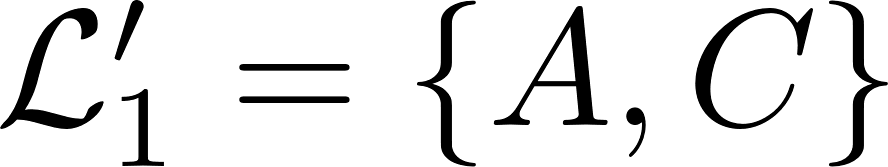 ℒ′₁ = {A, C}